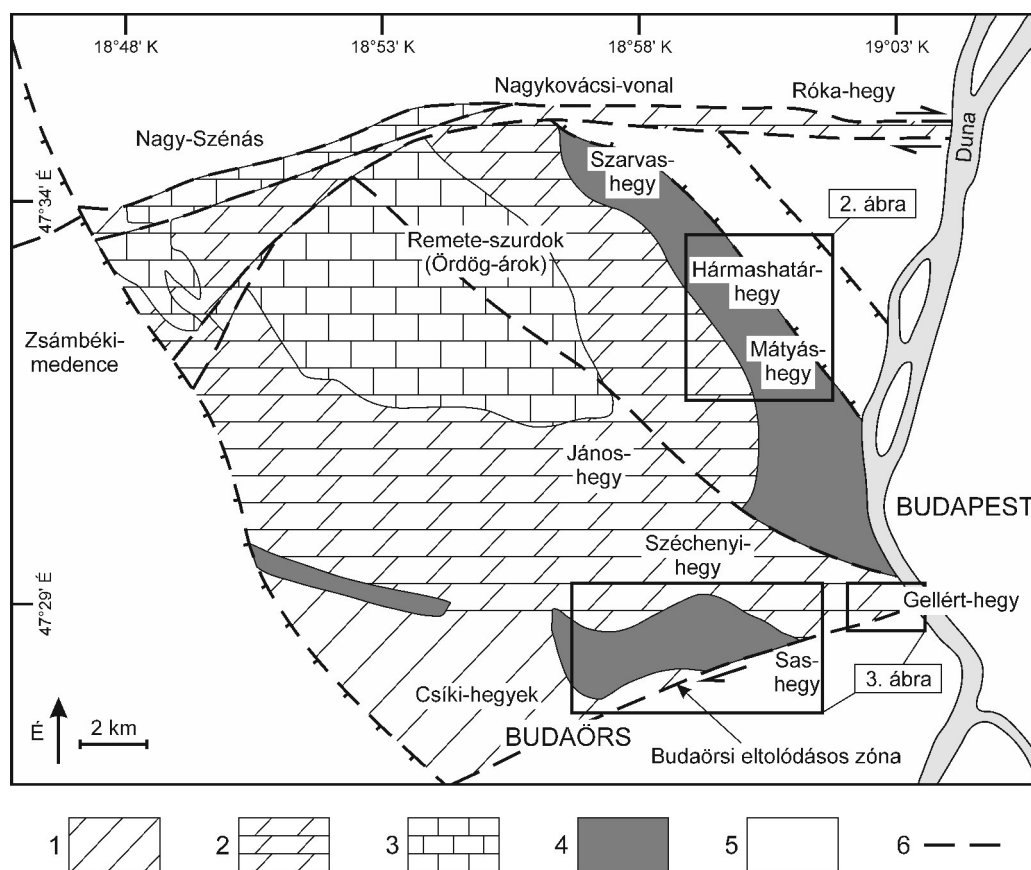 18°48' K
18°53' K
18°58' K
19°03' K
Nagykovácsi-vonal
Róka-hegy
Duna
Nagy-Szénás
Szarvas-
hegy
47°34' É
2. ábra
Remete-szurdok
(Ördög-árok)
Hármashatár-
hegy
Zsámbéki-
medence
Mátyás-
hegy
János-
hegy
BUDAPEST
Széchenyi-
hegy
47°29' É
Gellért-hegy
Sas-
hegy
3. ábra
Csíki-hegyek
É
2 km
BUDAÖRS
Budaörsi eltolódásos zóna
1
2
3
4
5
6